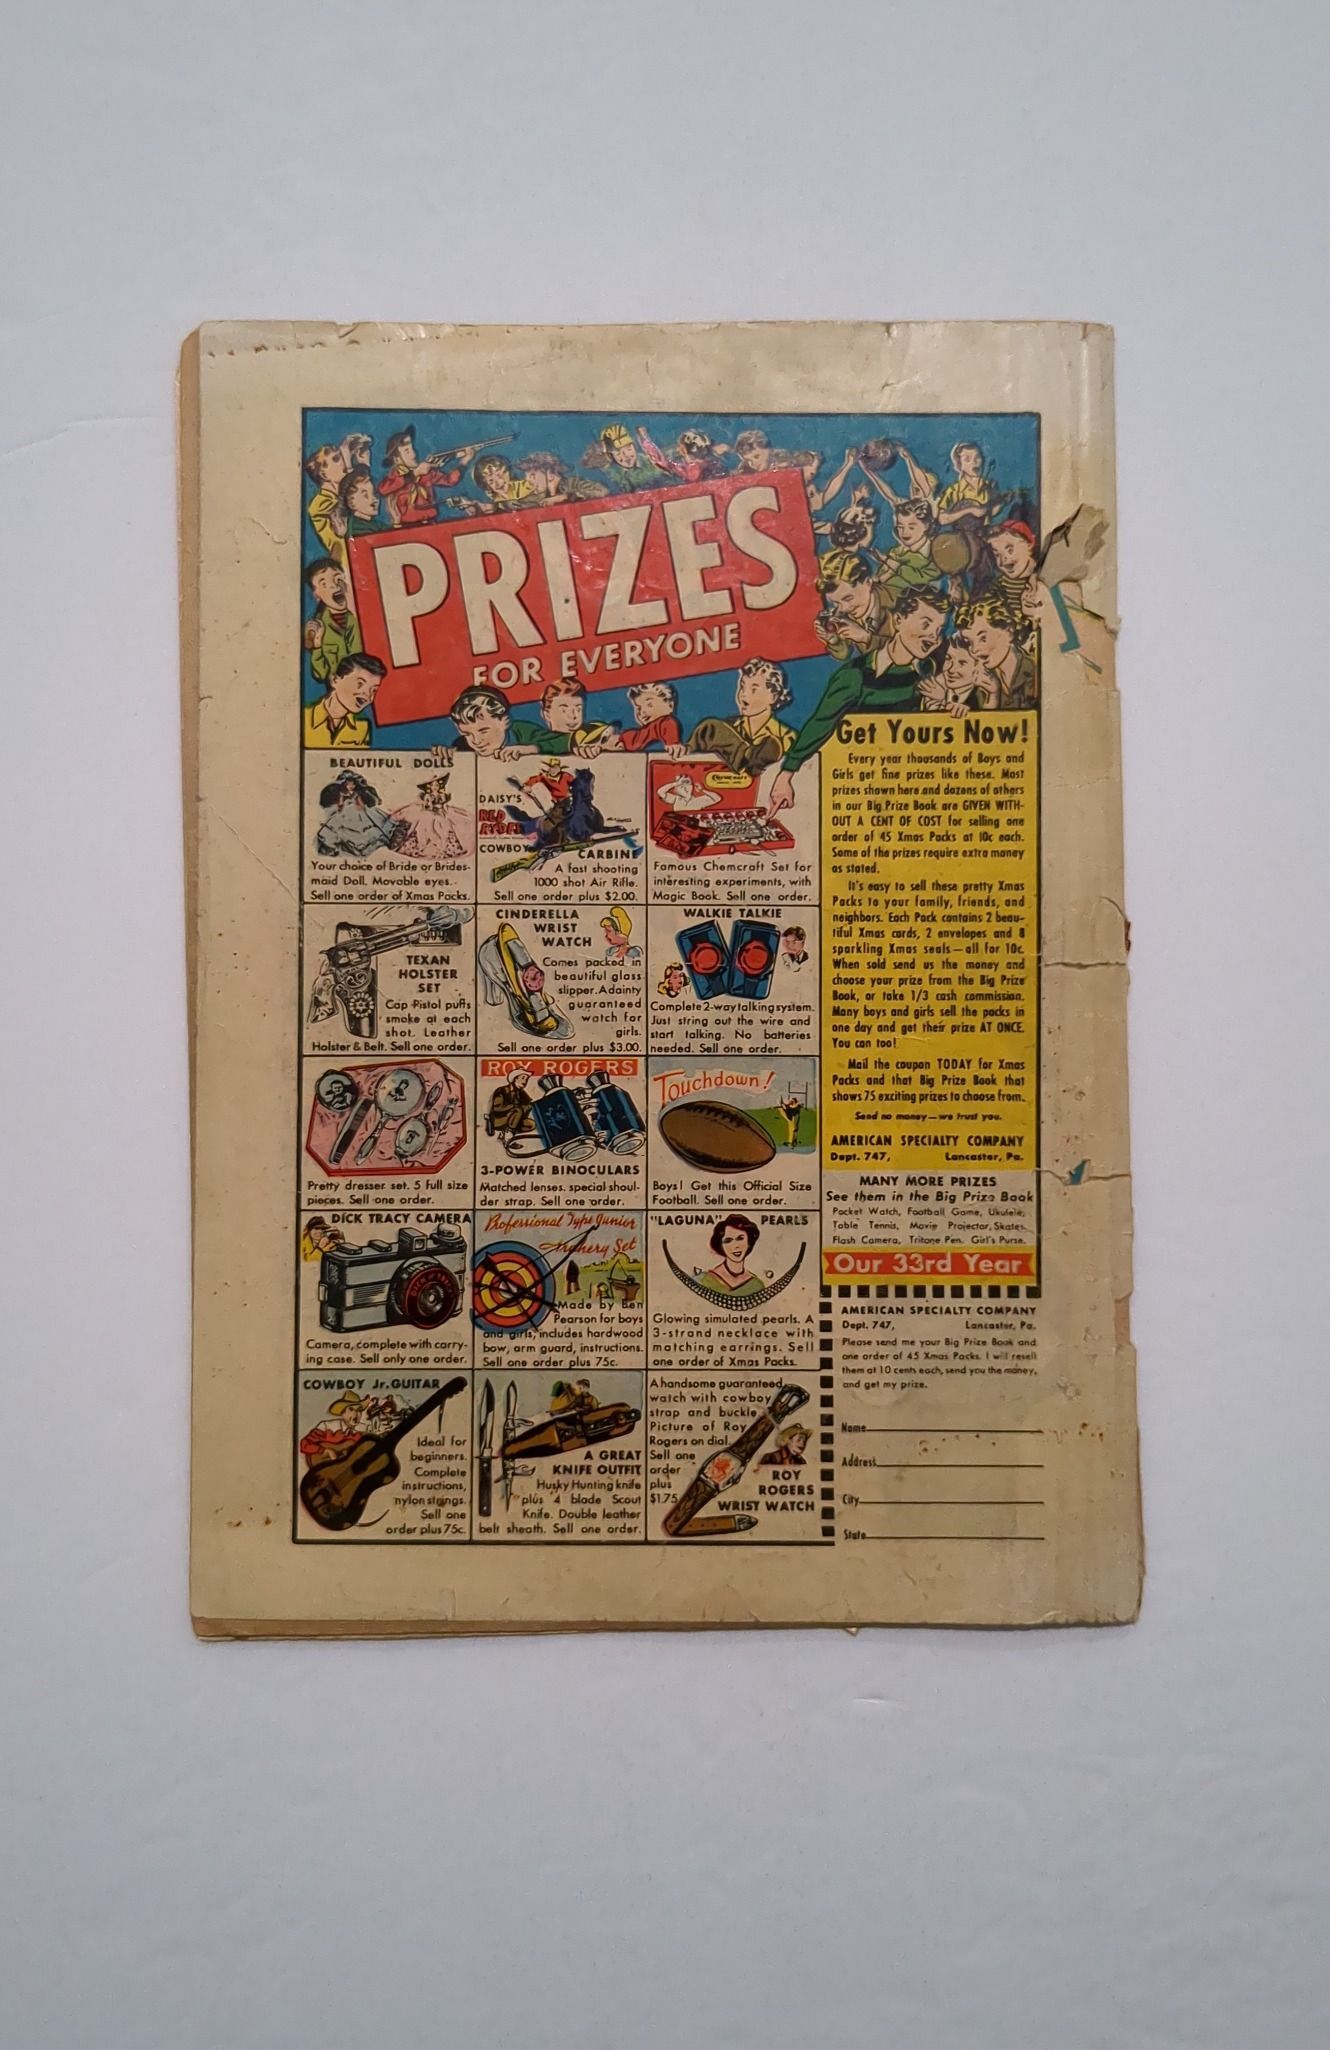 PRIZES
FOR EVERYONE
BEAUTIFUL DOLLS
Your choice of Bride or Brides-
maid Doll. Movable eyes.
Sell one order of Xmas Packs.
DAISY'S
RED
RYDER
COWBOY
CARBINE
A fast shooting
1000 shot Air Rifle.
Sell one order plus $2.00.
CHEMCRAFT
Famous Chemcraft Set for
interesting experiments, with
Magic Book. Sell one order.
TEXAN
HOLSTER
SET
Cap Pistol puffs
smoke at each
shot. Leather
Holster & Belt. Sell one order.
CINDERELLA
WRIST
WATCH
Comes packed in
beautiful glass
slipper. A dainty
guaranteed
watch for
girls.
Sell one order plus $3.00.
WALKIE TALKIE
Complete 2-way talking system.
Just string out the wire and
start talking. No batteries
needed. Sell one order.
Pretty dresser set. 5 full size
pieces. Sell one order.
ROY ROGERS
3-POWER BINOCULARS
Matched lenses. special shoul-
der strap. Sell one order.
Touchdown!
Boys! Get this Official Size
Football. Sell one order.
DICK TRACY CAMERA
Camera, complete with carry-
ing case. Sell only one order.
Professional Type Junior
Archery Set
Made by Ben
Pearson for boys
and girls, includes hardwood
bow, arm guard, instructions.
Sell one order plus 75c.
"LAGUNA" PEARLS
Glowing simulated pearls. A
3-strand necklace with
matching earrings. Sell
one order of Xmas Packs.
COWBOY Jr. GUITAR
Ideal for
beginners.
Complete
instructions,
nylon strings.
Sell one
order plus 75c.
A GREAT
KNIFE OUTFIT
Husky Hunting knife
plus 4 blade Scout
Knife. Double leather
belt sheath. Sell one order.
A handsome guaranteed
watch with cowboy
strap and buckle
Picture of Roy
Rogers on dial.
Sell one
order
plus
$1.75
ROY
ROGERS
WRIST WATCH
Get Yours Now!
Every year thousands of Boys and
Girls get fine prizes like these. Most
prizes shown here and dozens of others
in our Big Prize Book are GIVEN WITH-
OUT A CENT OF COST for selling one
order of 45 Xmas Packs at 10c each.
Some of the prizes require extra money
as stated.
It's easy to sell these pretty Xmas
Packs to your family, friends, and
neighbors. Each Pack contains 2 beau-
tiful Xmas cards, 2 envelopes and 8
sparkling Xmas seals—all for 10c.
When sold send us the money and
choose your prize from the Big Prize
Book, or take 1/3 cash commission.
Many boys and girls sell the packs in
one day and get their prize AT ONCE.
You can too!
Mail the coupon TODAY for Xmas
Packs and that Big Prize Book that
shows 75 exciting prizes to choose from.
Send no money—we trust you.
AMERICAN SPECIALTY COMPANY
Dept. 747, Lancaster, Pa.
MANY MORE PRIZES
See them in the Big Prize Book
Pocket Watch, Football Game, Ukulele,
Table Tennis, Movie Projector, Skates.
Flash Camera, Tritone Pen. Girl's Purse.
Our 33rd Year
AMERICAN SPECIALTY COMPANY
Dept. 747, Lancaster, Pa.
Please send me your Big Prize Book and
one order of 45 Xmas Packs. I will resell
them at 10 cents each, send you the money,
and get my prize.
Name
Address
City
State